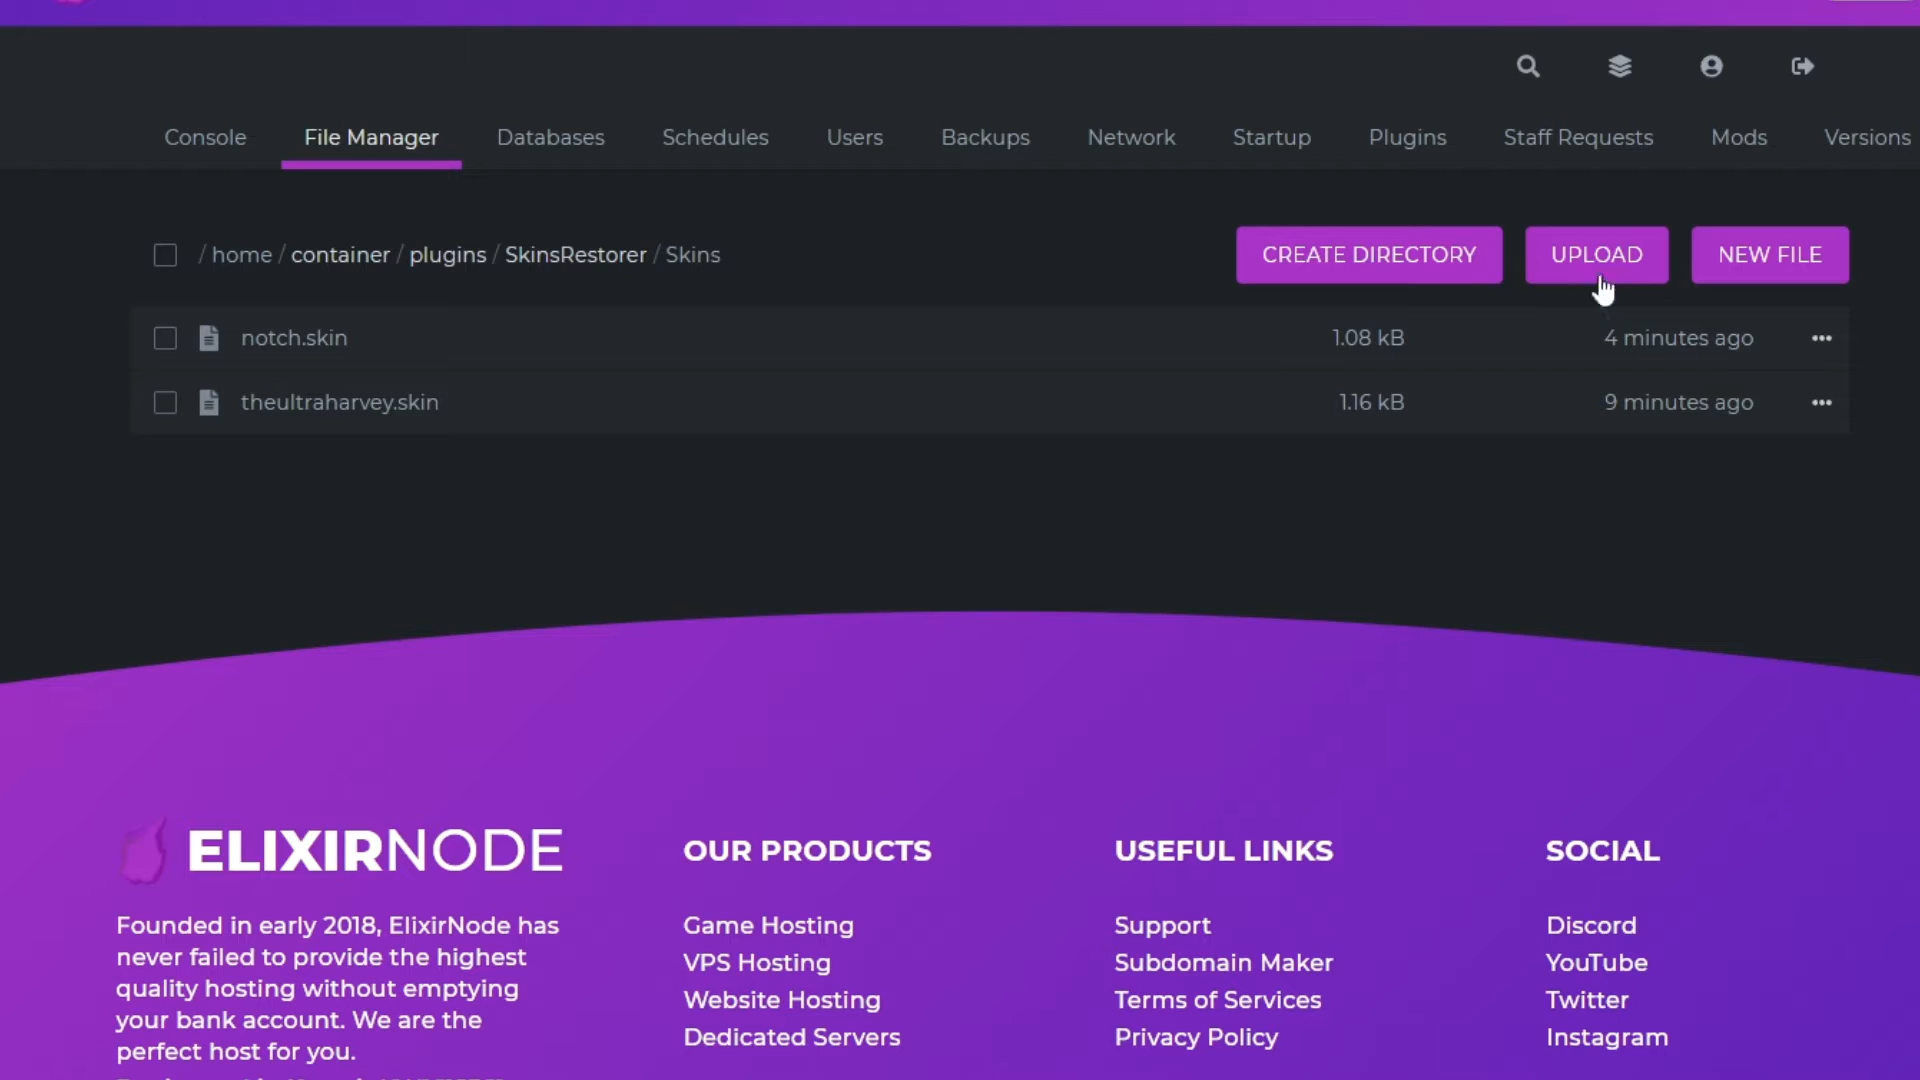 Console File Manager Databases Schedules Users Backups Network Startup Plugins Staff Requests Mods Versions
/ home / container / plugins / SkinsRestorer / Skins
CREATE DIRECTORY UPLOAD NEW FILE
notch.skin 1.08 kB 4 minutes ago
theultraharvey.skin 1.16 kB 9 minutes ago
ELIXIRNODE
Founded in early 2018, ElixirNode has
never failed to provide the highest
quality hosting without emptying
your bank account. We are the
perfect host for you.
OUR PRODUCTS
Game Hosting
VPS Hosting
Website Hosting
Dedicated Servers
USEFUL LINKS
Support
Subdomain Maker
Terms of Services
Privacy Policy
SOCIAL
Discord
YouTube
Twitter
Instagram